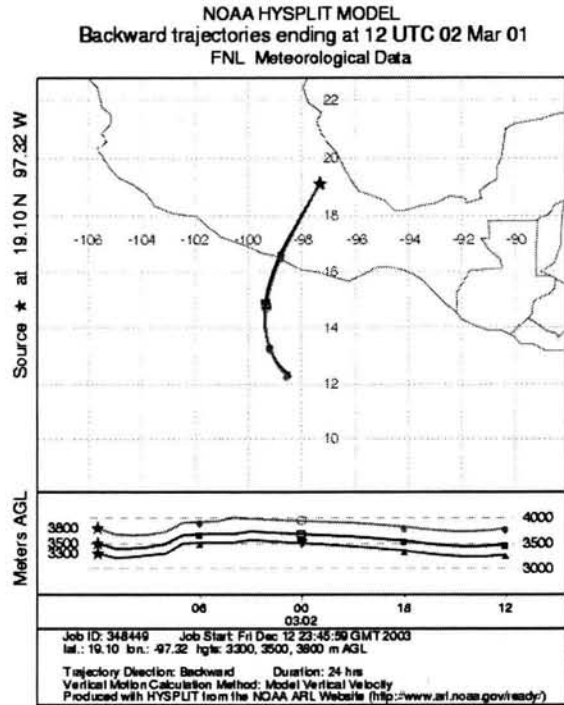 NOAA HYSPLIT MODEL
Backward trajectories ending at 12 UTC 02 Mar 01
FNL Meteorological Data
Source ★ at 19.10 N 97.32 W
22
20
18
-106 -104 -102 -100 -98 -96 -94 -92 -90
16
14
12
10
Meters AGL
3800
3500
3300
4000
3500
3000
06 00 18 12
03.02
Job ID: 348449 Job Start: Fri Dec 12 23:45:59 GMT 2003
lat.: 19.10 lon.: -97.32 hgts: 3300, 3500, 3800 m AGL
Trajectory Direction: Backward Duration: 24 hrs
Vertical Motion Calculation Method: Model Vertical Velocity
Produced with HYSPLIT from the NOAA ARL Website (http://www.arl.noaa.gov/ready/)